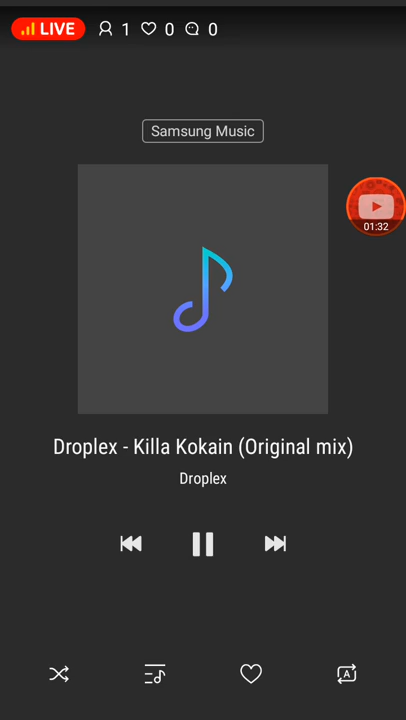 LIVE 1 0 0
Samsung Music
01:32
Droplex - Killa Kokain (Original mix)
Droplex
A